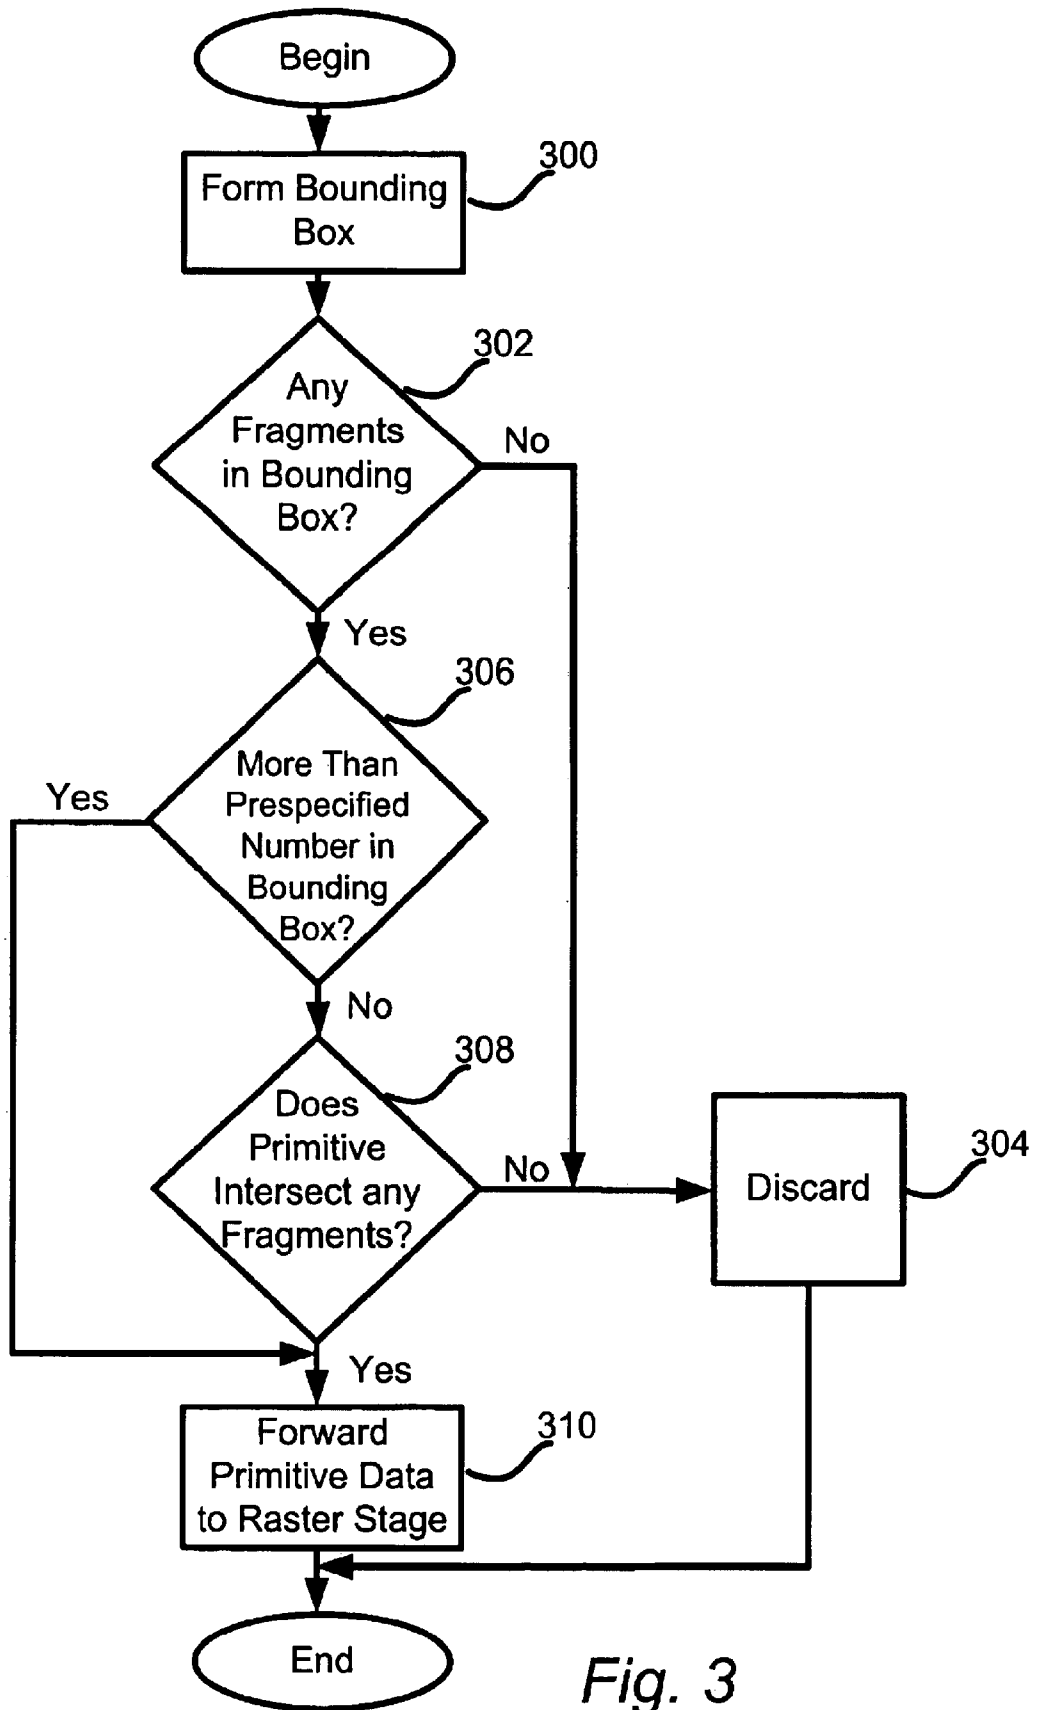 Begin
300
Form Bounding
Box
302
Any
Fragments
in Bounding
Box?
No
Yes
306
More Than
Prespecified
Number in
Bounding
Box?
Yes
No
308
Does
Primitive
Intersect any
Fragments?
No
304
Discard
Yes
310
Forward
Primitive Data
to Raster Stage
End
Fig. 3